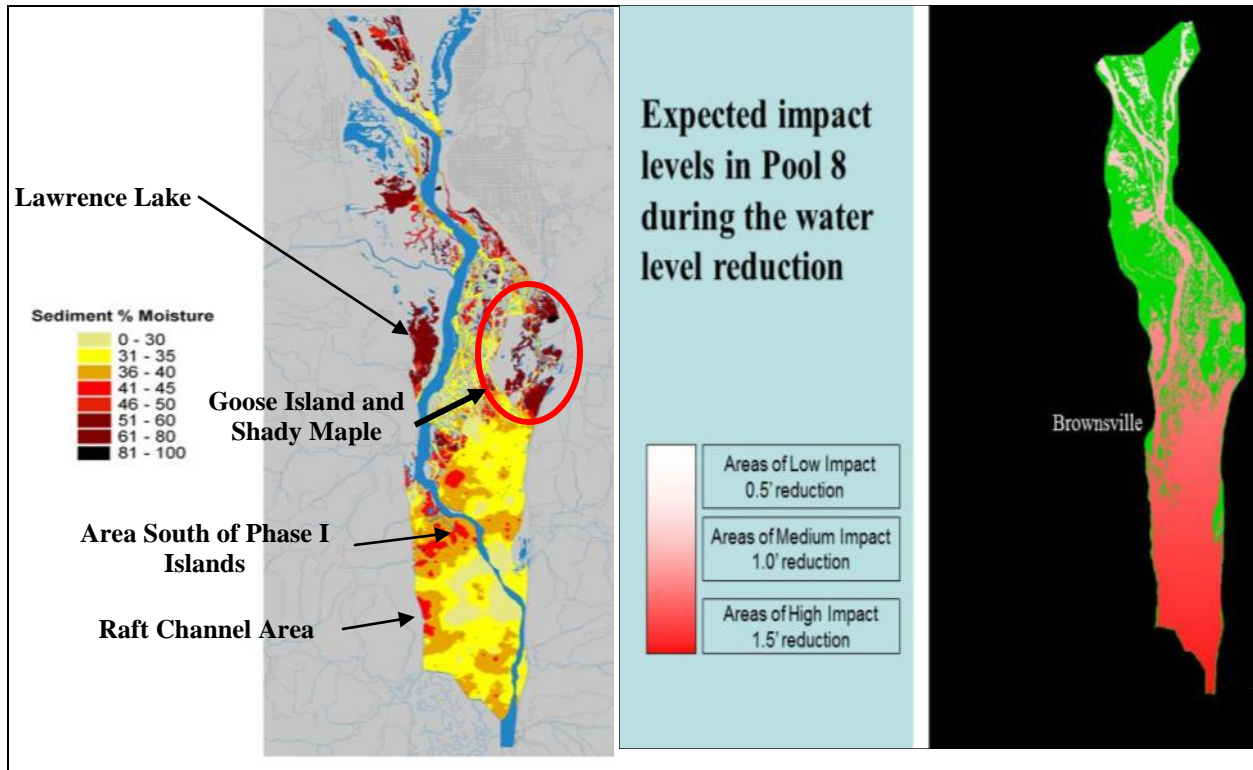 Lawrence Lake
Sediment % Moisture
0 - 30
31 - 35
36 - 40
41 - 45
46 - 50
51 - 60
61 - 80
81 - 100
Goose Island and
Shady Maple
Area South of Phase I
Islands
Raft Channel Area
Expected impact
levels in Pool 8
during the water
level reduction
Areas of Low Impact
0.5' reduction
Areas of Medium Impact
1.0' reduction
Areas of High Impact
1.5' reduction
Brownsville